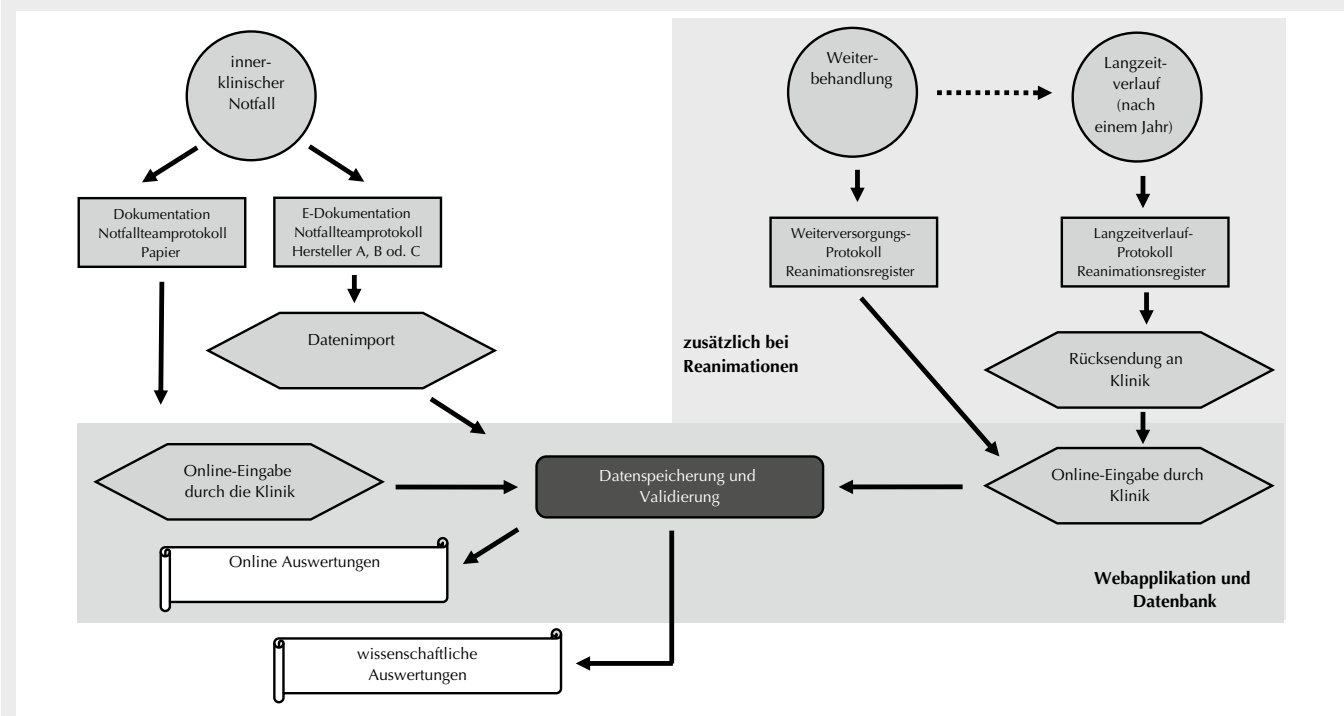 inner-
klinischer
Notfall
Dokumentation
Notfallteamprotokoll
Papier
E-Dokumentation
Notfallteamprotokoll
Hersteller A, B od. C
Datenimport
Weiter-
behandlung
Langzeit-
verlauf
(nach
einem Jahr)
Weiterversorgungs-
Protokoll
Reanimationsregister
Langzeitverlauf-
Protokoll
Reanimationsregister
zusätzlich bei
Reanimationen
Rücksendung an
Klinik
Online-Eingabe
durch die Klinik
Datenspeicherung und
Validierung
Online-Eingabe durch
Klinik
Online Auswertungen
Webapplikation und
Datenbank
wissenschaftliche
Auswertungen